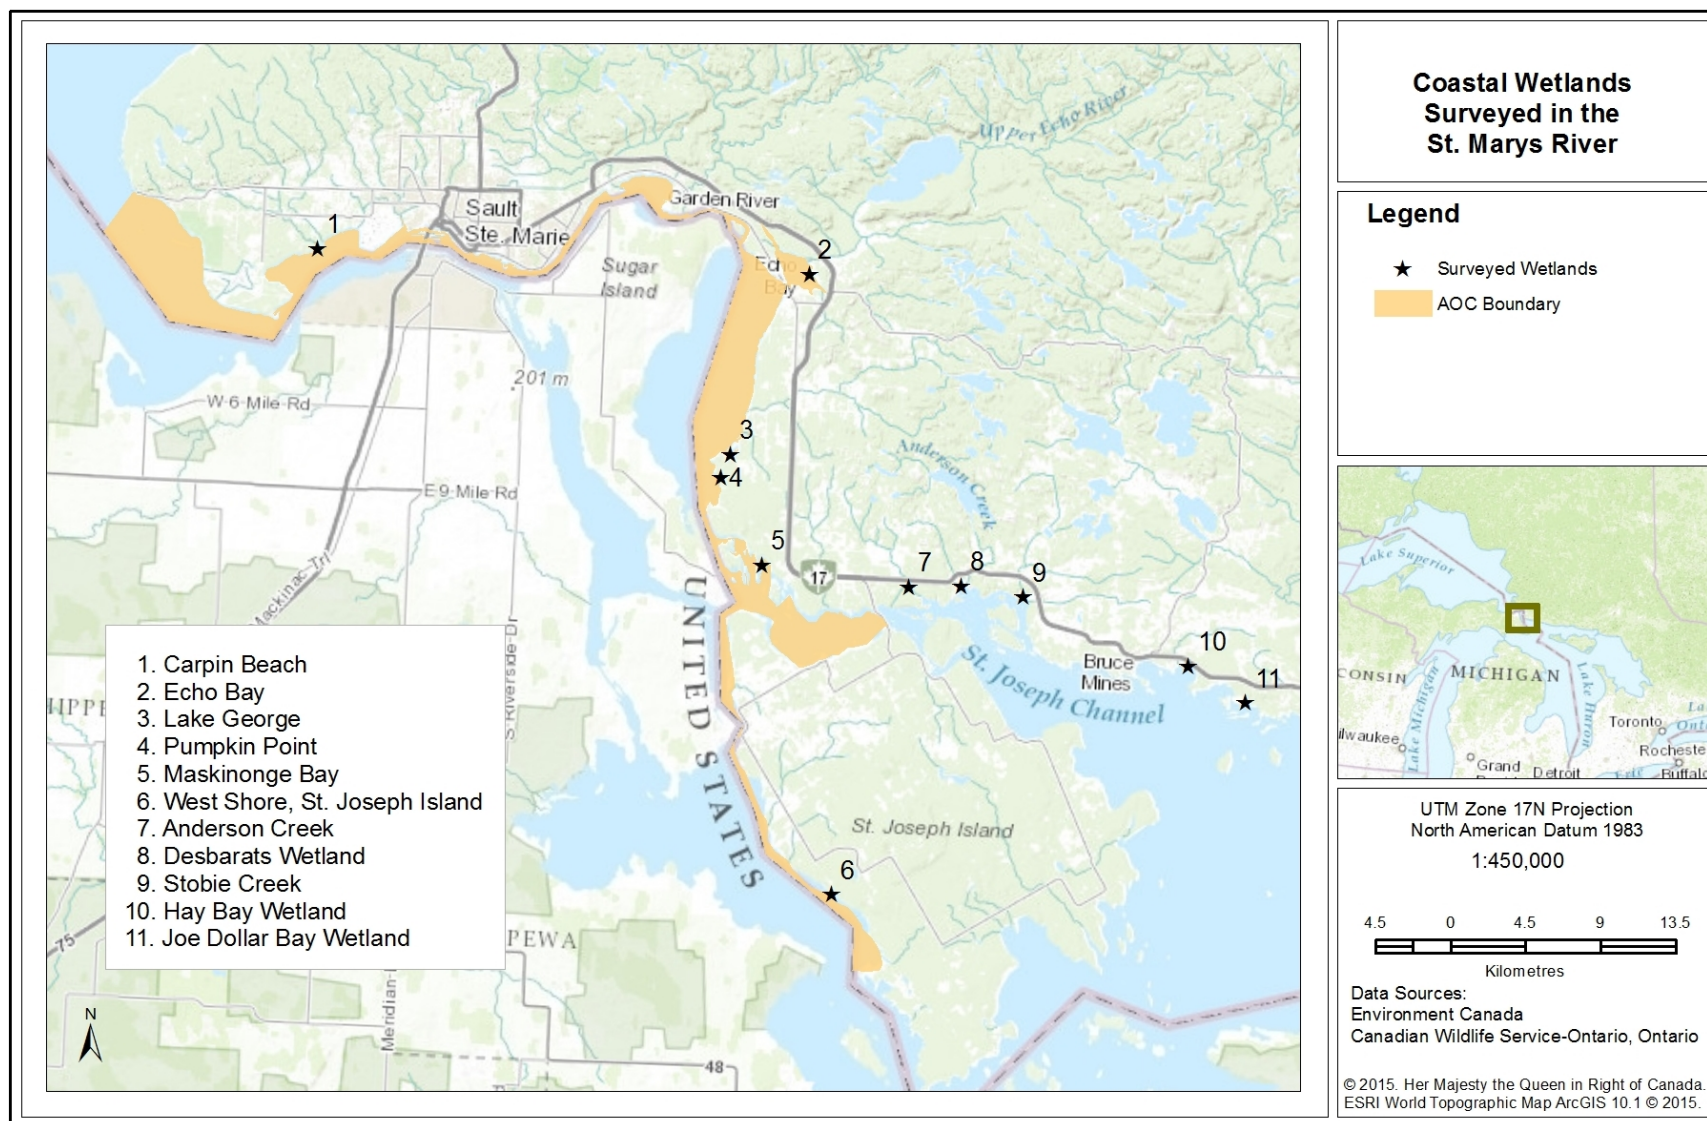 Coastal Wetlands
Surveyed in the
St. Marys River
Legend
Surveyed Wetlands
AOC Boundary
Upper Echo River
Garden River
Sault
Ste. Marie
1
2
Echo
Bay
Sugar
Island
201 m
W 6 Mile Rd
3
4
Anderson Creek
E 9 Mile Rd
5
17
7
8
9
Mackinac Trl
UNITED STATES
S Riverside Dr
St. Joseph Channel
Bruce
Mines
10
11
HIPPE
1. Carpin Beach
2. Echo Bay
3. Lake George
4. Pumpkin Point
5. Maskinonge Bay
6. West Shore, St. Joseph Island
7. Anderson Creek
8. Desbarats Wetland
9. Stobie Creek
10. Hay Bay Wetland
11. Joe Dollar Bay Wetland
St. Joseph Island
6
75
PEWA
Meridian
N
48
Lake Superior
CONSIN
MICHIGAN
Lake Michigan
Lake Huron
Toronto
ilwaukee
Grand
Detroit
Rocheste
Buffalo
UTM Zone 17N Projection
North American Datum 1983
1:450,000
4.5 0 4.5 9 13.5
Kilometres
Data Sources:
Environment Canada
Canadian Wildlife Service-Ontario, Ontario
© 2015. Her Majesty the Queen in Right of Canada.
ESRI World Topographic Map ArcGIS 10.1 © 2015.